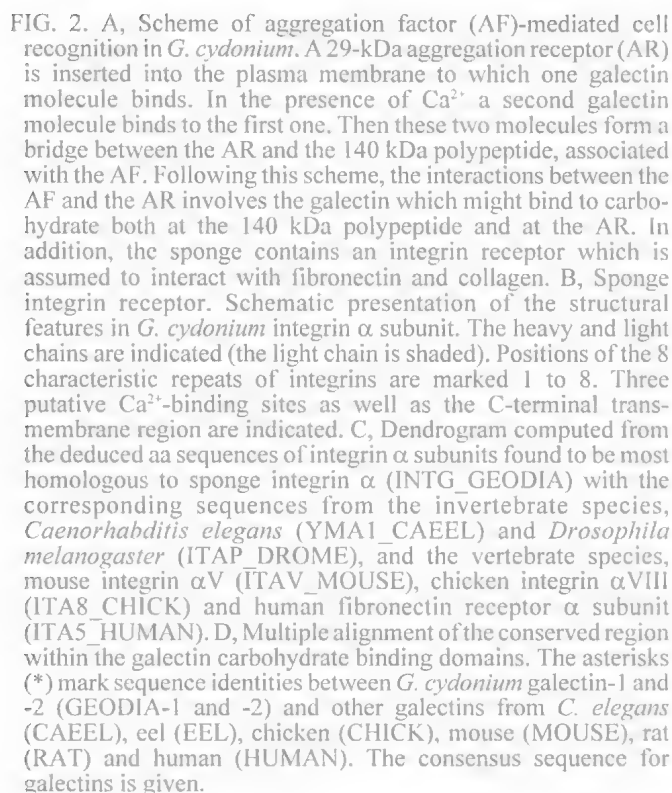 FIG. 2. A, Scheme of aggregation factor (AF)-mediated cell
recognition in G. cydonium. A 29-kDa aggregation receptor (AR)
is inserted into the plasma membrane to which one galectin
molecule binds. In the presence of Ca²⁺ a second galectin
molecule binds to the first one. Then these two molecules form a
bridge between the AR and the 140 kDa polypeptide, associated
with the AF. Following this scheme, the interactions between the
AF and the AR involves the galectin which might bind to carbo-
hydrate both at the 140 kDa polypeptide and at the AR. In
addition, the sponge contains an integrin receptor which is
assumed to interact with fibronectin and collagen. B, Sponge
integrin receptor. Schematic presentation of the structural
features in G. cydonium integrin α subunit. The heavy and light
chains are indicated (the light chain is shaded). Positions of the 8
characteristic repeats of integrins are marked 1 to 8. Three
putative Ca²⁺-binding sites as well as the C-terminal trans-
membrane region are indicated. C, Dendrogram computed from
the deduced aa sequences of integrin α subunits found to be most
homologous to sponge integrin α (INTG_GEODIA) with the
corresponding sequences from the invertebrate species,
Caenorhabditis elegans (YMA1_CAEEL) and Drosophila
melanogaster (ITAP_DROME), and the vertebrate species,
mouse integrin αV (ITAV_MOUSE), chicken integrin αVIII
(ITA8_CHICK) and human fibronectin receptor α subunit
(ITA5_HUMAN). D, Multiple alignment of the conserved region
within the galectin carbohydrate binding domains. The asterisks
(*) mark sequence identities between G. cydonium galectin-1 and
-2 (GEODIA-1 and -2) and other galectins from C. elegans
(CAEEL), eel (EEL), chicken (CHICK), mouse (MOUSE), rat
(RAT) and human (HUMAN). The consensus sequence for
galectins is given.